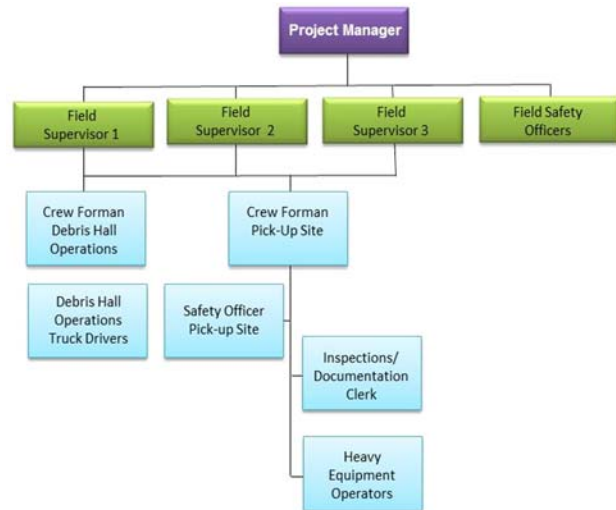 Project Manager
Field
Supervisor 1
Field
Supervisor 2
Field
Supervisor 3
Field Safety
Officers
Crew Forman
Debris Hall
Operations
Crew Forman
Pick-Up Site
Debris Hall
Operations
Truck Drivers
Safety Officer
Pick-up Site
Inspections/
Documentation
Clerk
Heavy
Equipment
Operators